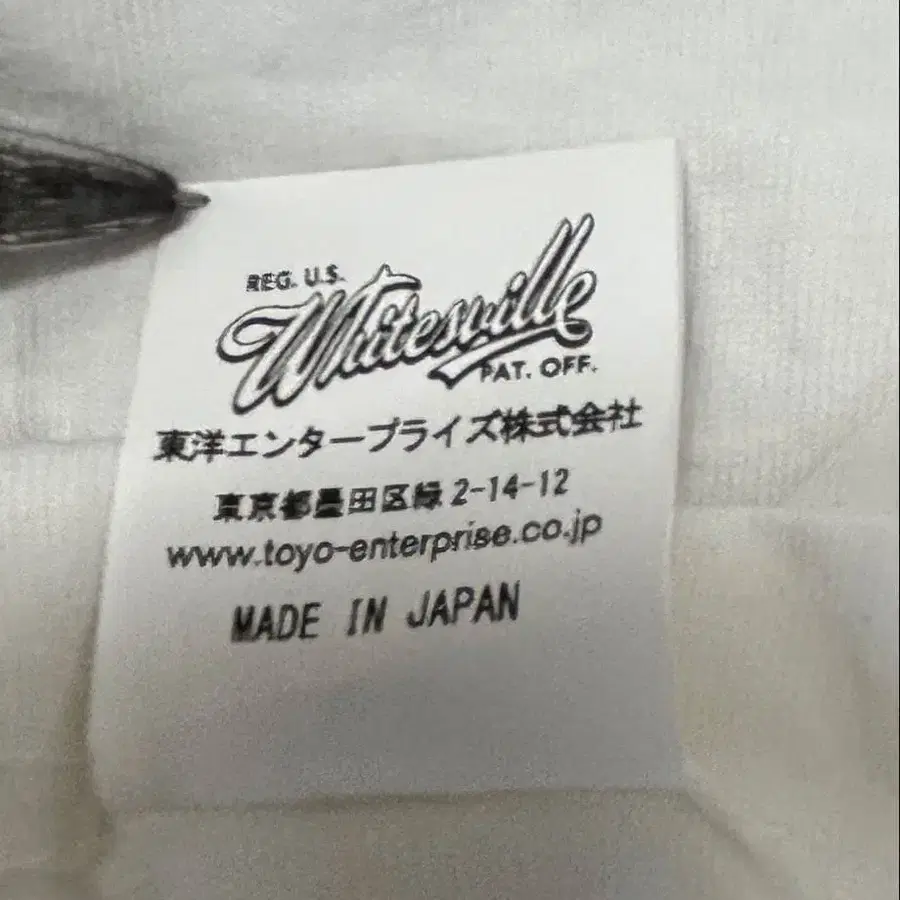 REG. U.S.
Whitesville
PAT. OFF.
東洋エンタープライズ株式会社
東京都墨田区緑 2-14-12
www.toyo-enterprise.co.jp
MADE IN JAPAN